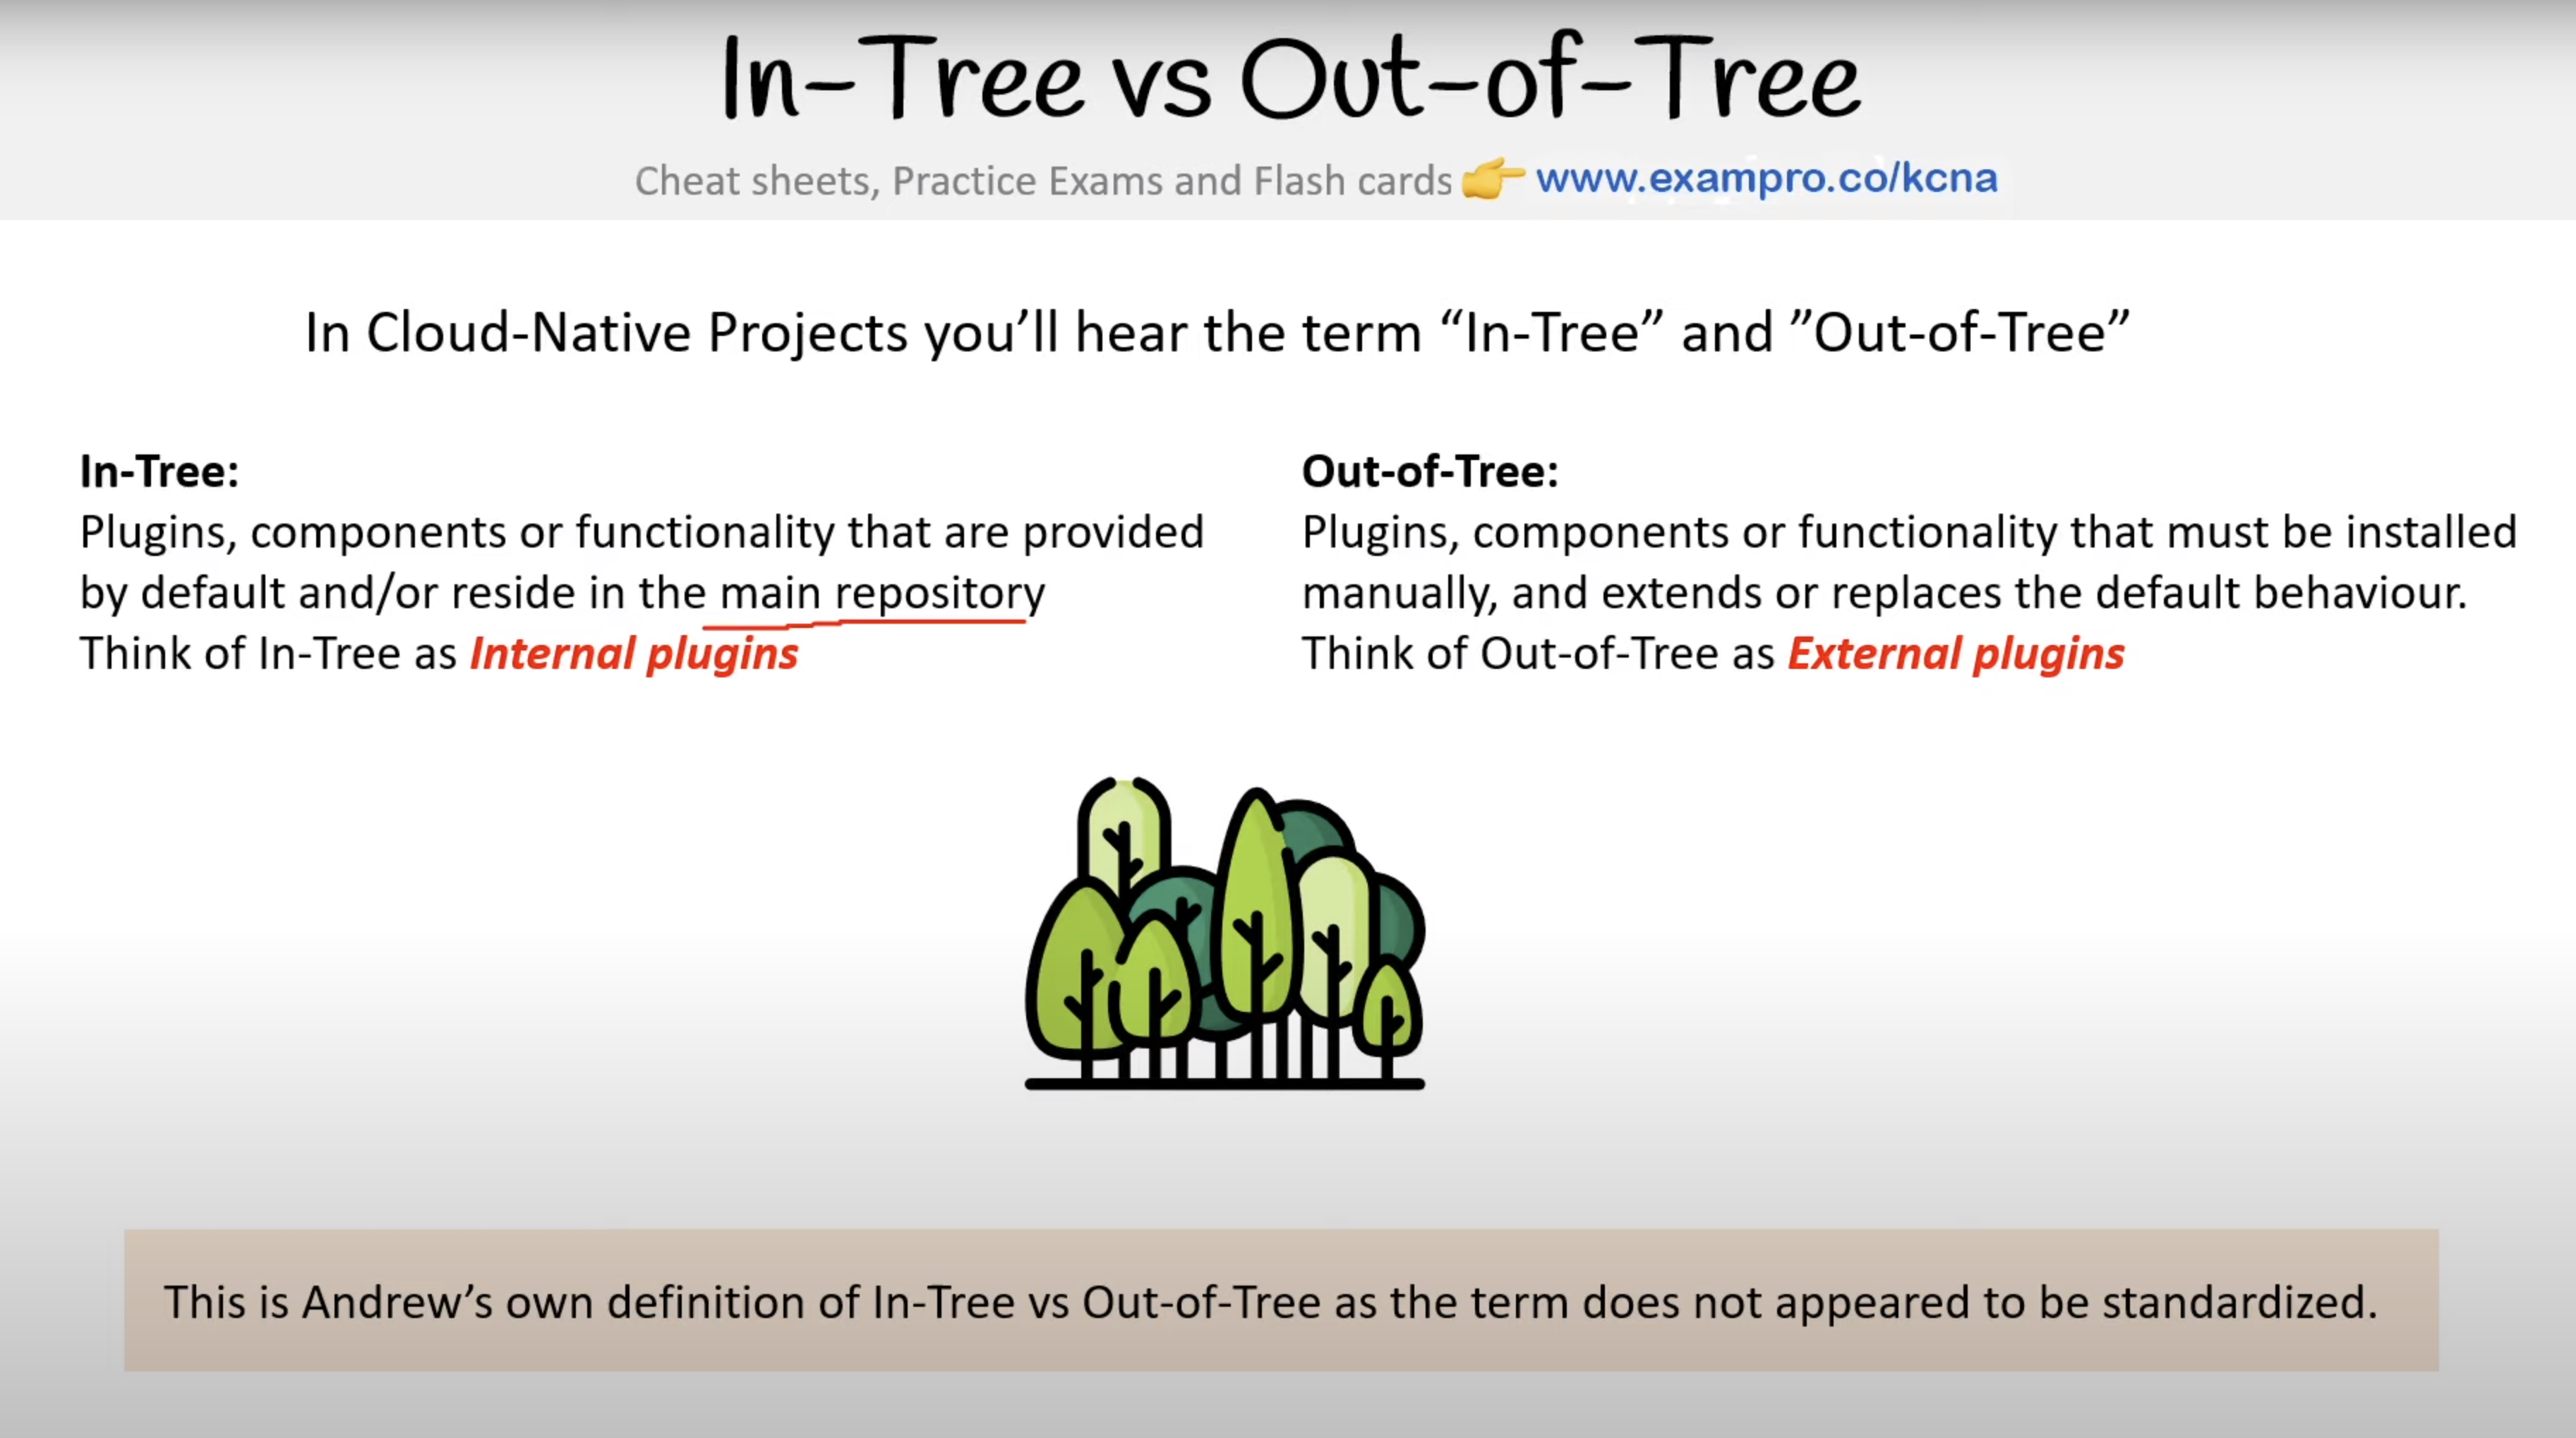 In-Tree vs Out-of-Tree
Cheat sheets, Practice Exams and Flash cards 👉 www.exampro.co/kcna
In Cloud-Native Projects you’ll hear the term “In-Tree” and ”Out-of-Tree”
In-Tree:
Plugins, components or functionality that are provided
by default and/or reside in the main repository
Think of In-Tree as Internal plugins
Out-of-Tree:
Plugins, components or functionality that must be installed
manually, and extends or replaces the default behaviour.
Think of Out-of-Tree as External plugins
This is Andrew’s own definition of In-Tree vs Out-of-Tree as the term does not appeared to be standardized.